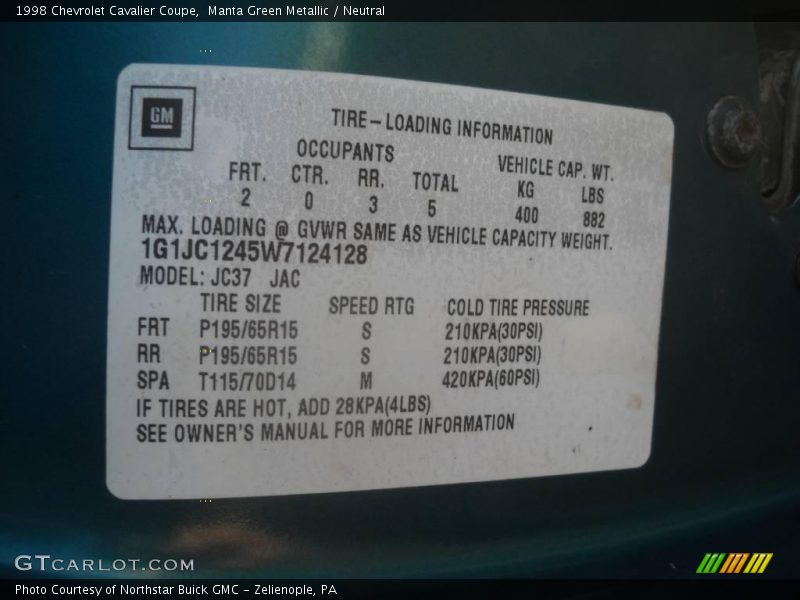 1998 Chevrolet Cavalier Coupe,  Manta Green Metallic / Neutral
GM
TIRE-LOADING INFORMATION
OCCUPANTS VEHICLE CAP. WT.
FRT. CTR. RR. TOTAL KG LBS
2 0 3 5 400 882
MAX. LOADING @ GVWR SAME AS VEHICLE CAPACITY WEIGHT.
1G1JC1245W7124128
MODEL: JC37 JAC
TIRE SIZE SPEED RTG COLD TIRE PRESSURE
FRT P195/65R15 S 210KPA(30PSI)
RR P195/65R15 S 210KPA(30PSI)
SPA T115/70D14 M 420KPA(60PSI)
IF TIRES ARE HOT, ADD 28KPA(4LBS)
SEE OWNER'S MANUAL FOR MORE INFORMATION
GTCARLOT.COM
Photo Courtesy of Northstar Buick GMC - Zelienople, PA